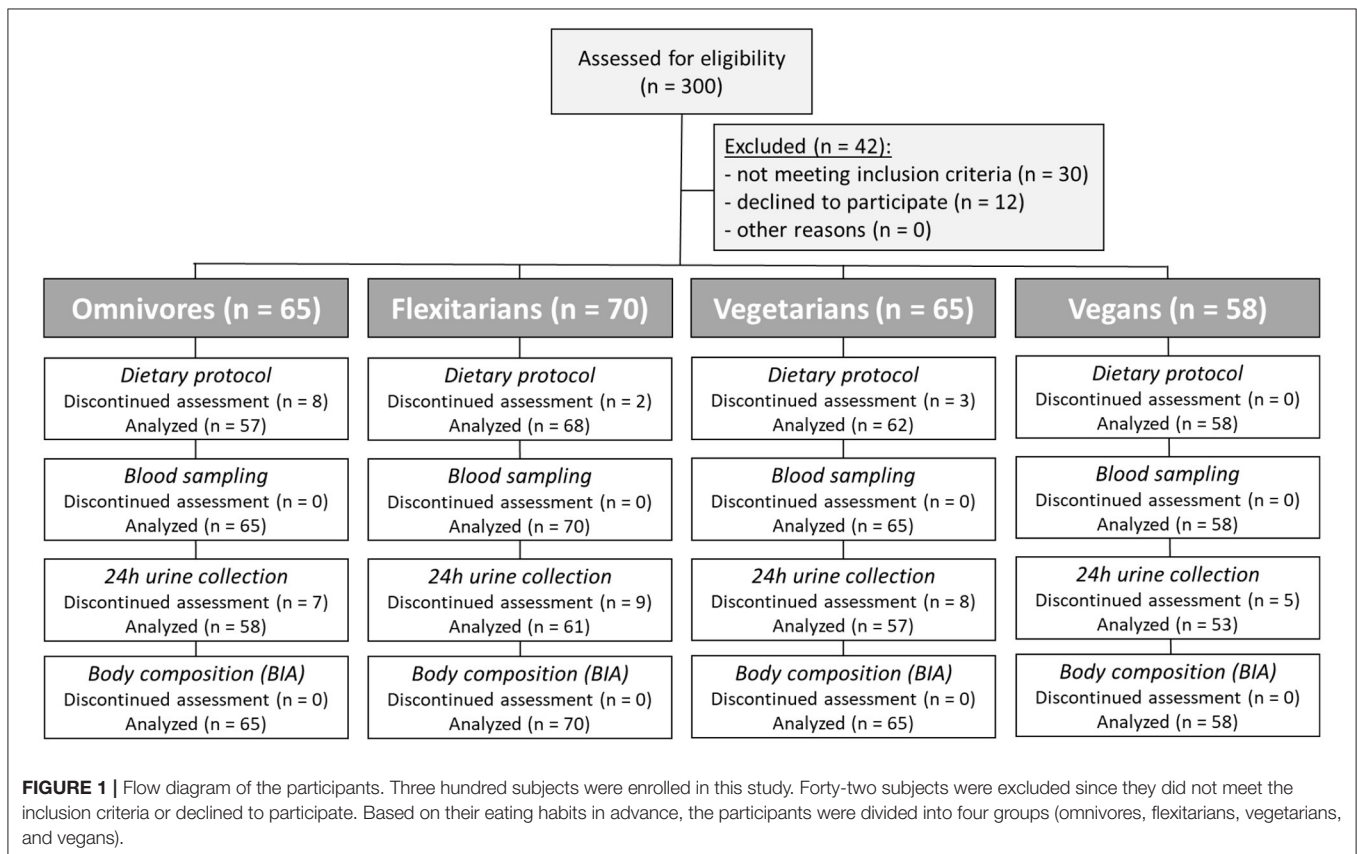 Assessed for eligibility
(n = 300)
Excluded (n = 42):
- not meeting inclusion criteria (n = 30)
- declined to participate (n = 12)
- other reasons (n = 0)
Omnivores (n = 65)
Dietary protocol
Discontinued assessment (n = 8)
Analyzed (n = 57)
Blood sampling
Discontinued assessment (n = 0)
Analyzed (n = 65)
24h urine collection
Discontinued assessment (n = 7)
Analyzed (n = 58)
Body composition (BIA)
Discontinued assessment (n = 0)
Analyzed (n = 65)
Flexitarians (n = 70)
Dietary protocol
Discontinued assessment (n = 2)
Analyzed (n = 68)
Blood sampling
Discontinued assessment (n = 0)
Analyzed (n = 70)
24h urine collection
Discontinued assessment (n = 9)
Analyzed (n = 61)
Body composition (BIA)
Discontinued assessment (n = 0)
Analyzed (n = 70)
Vegetarians (n = 65)
Dietary protocol
Discontinued assessment (n = 3)
Analyzed (n = 62)
Blood sampling
Discontinued assessment (n = 0)
Analyzed (n = 65)
24h urine collection
Discontinued assessment (n = 8)
Analyzed (n = 57)
Body composition (BIA)
Discontinued assessment (n = 0)
Analyzed (n = 65)
Vegans (n = 58)
Dietary protocol
Discontinued assessment (n = 0)
Analyzed (n = 58)
Blood sampling
Discontinued assessment (n = 0)
Analyzed (n = 58)
24h urine collection
Discontinued assessment (n = 5)
Analyzed (n = 53)
Body composition (BIA)
Discontinued assessment (n = 0)
Analyzed (n = 58)
FIGURE 1 | Flow diagram of the participants. Three hundred subjects were enrolled in this study. Forty-two subjects were excluded since they did not meet the
inclusion criteria or declined to participate. Based on their eating habits in advance, the participants were divided into four groups (omnivores, flexitarians, vegetarians,
and vegans).